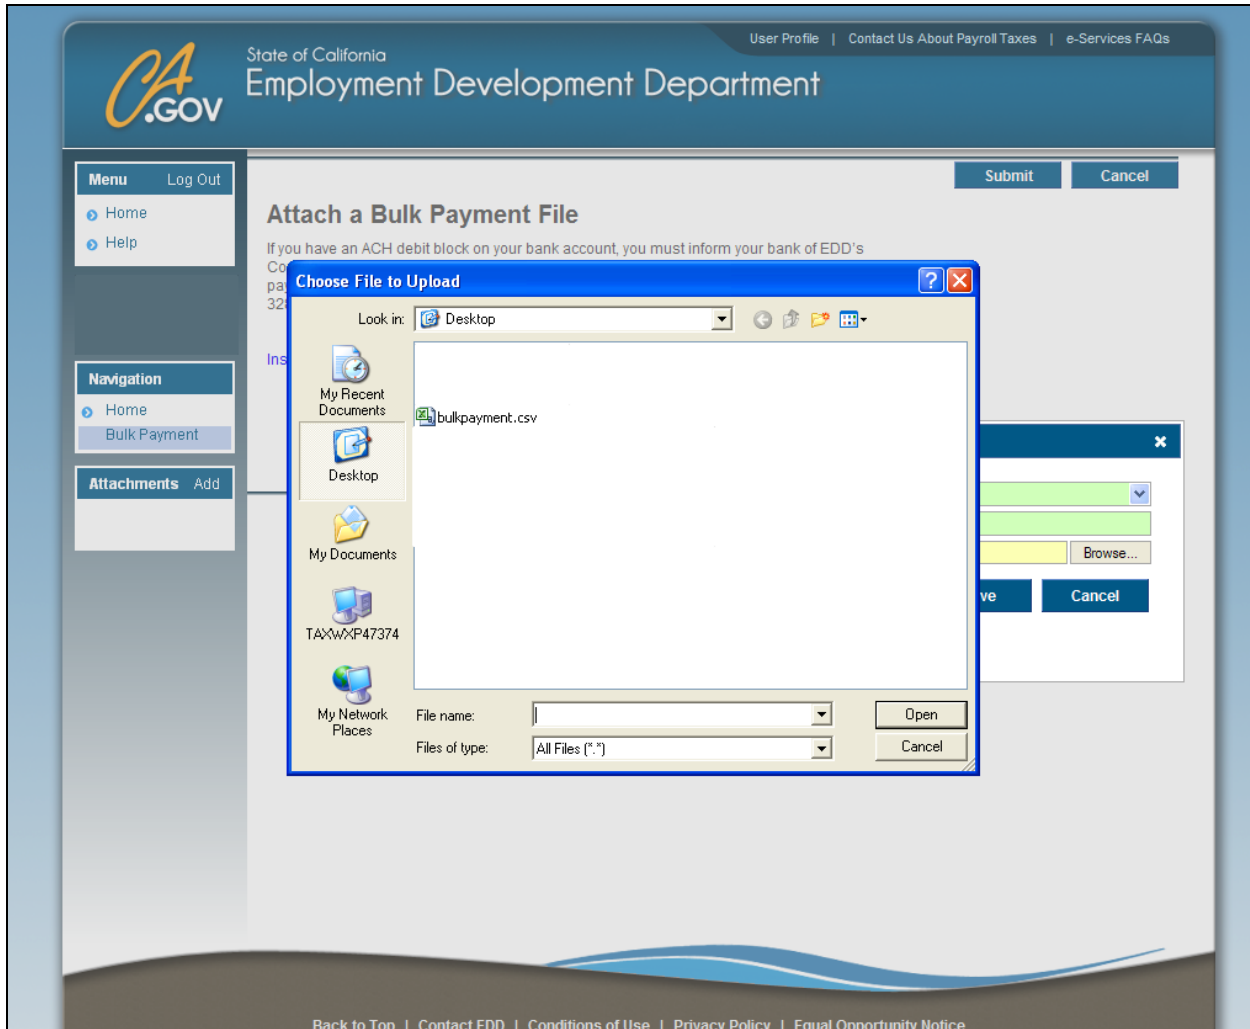 User Profile | Contact Us About Payroll Taxes | e-Services FAQs
CA.GOV
State of California
Employment Development Department
Menu Log Out
Home
Help
Submit Cancel
Attach a Bulk Payment File
If you have an ACH debit block on your bank account, you must inform your bank of EDD's
Choose File to Upload
Look in: Desktop
My Recent
Documents
bulkpayment.csv
Desktop
My Documents
TAXWXP47374
My Network
Places
File name:
Open
Files of type: All Files (*.*)
Cancel
Navigation
Home
Bulk Payment
Attachments Add
Browse...
Cancel
Back to Top | Contact EDD | Conditions of Use | Privacy Policy | Equal Opportunity Notice